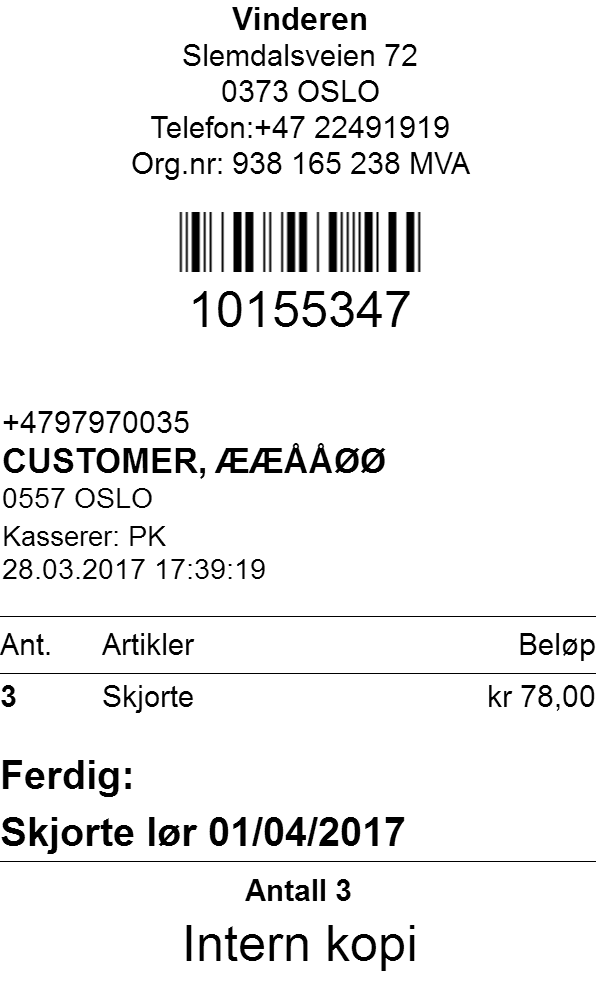 Vinderen
Slemdalsveien 72
0373 OSLO
Telefon:+47 22491919
Org.nr: 938 165 238 MVA
10155347
+4797970035
CUSTOMER, ÆÆÅÅØØ
0557 OSLO
Kasserer: PK
28.03.2017 17:39:19
Ant. Artikler Beløp
3 Skjorte kr 78,00
Ferdig:
Skjorte lør 01/04/2017
Antall 3
Intern kopi